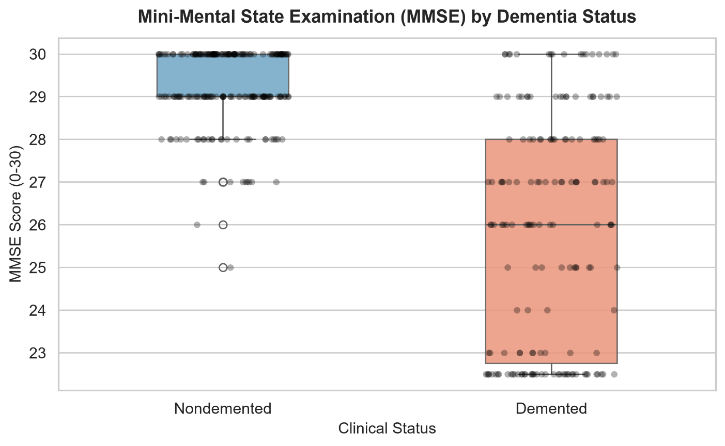 Mini-Mental State Examination (MMSE) by Dementia Status
MMSE Score (0-30)
30
29
28
27
26
25
24
23
Nondemented
Demented
Clinical Status